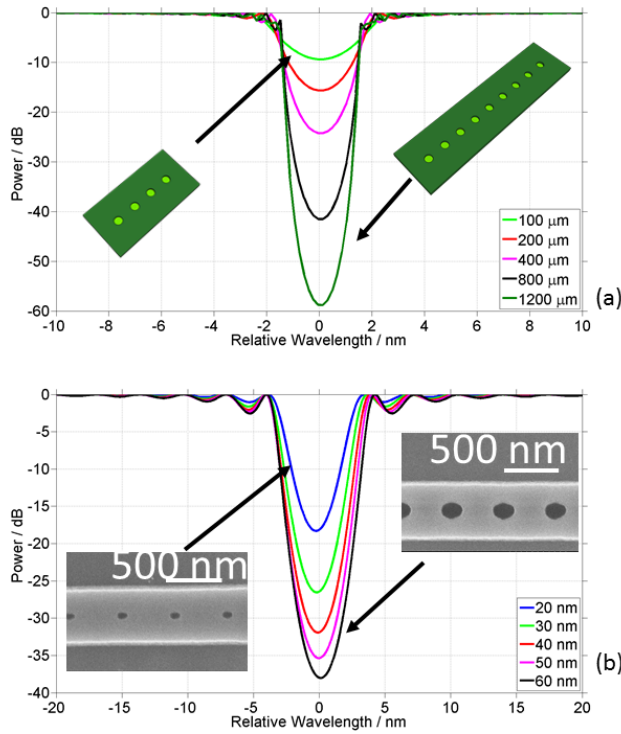 0
-10
-20
-30
-40
-50
-60
Power / dB
100 μm
200 μm
400 μm
800 μm
1200 μm
-10 -8 -6 -4 -2 0 2 4 6 8 10
Relative Wavelength / nm
(a)
0
-5
-10
-15
-20
-25
-30
-35
-40
Power / dB
500 nm
500 nm
20 nm
30 nm
40 nm
50 nm
60 nm
-20 -15 -10 -5 0 5 10 15 20
Relative Wavelength / nm
(b)